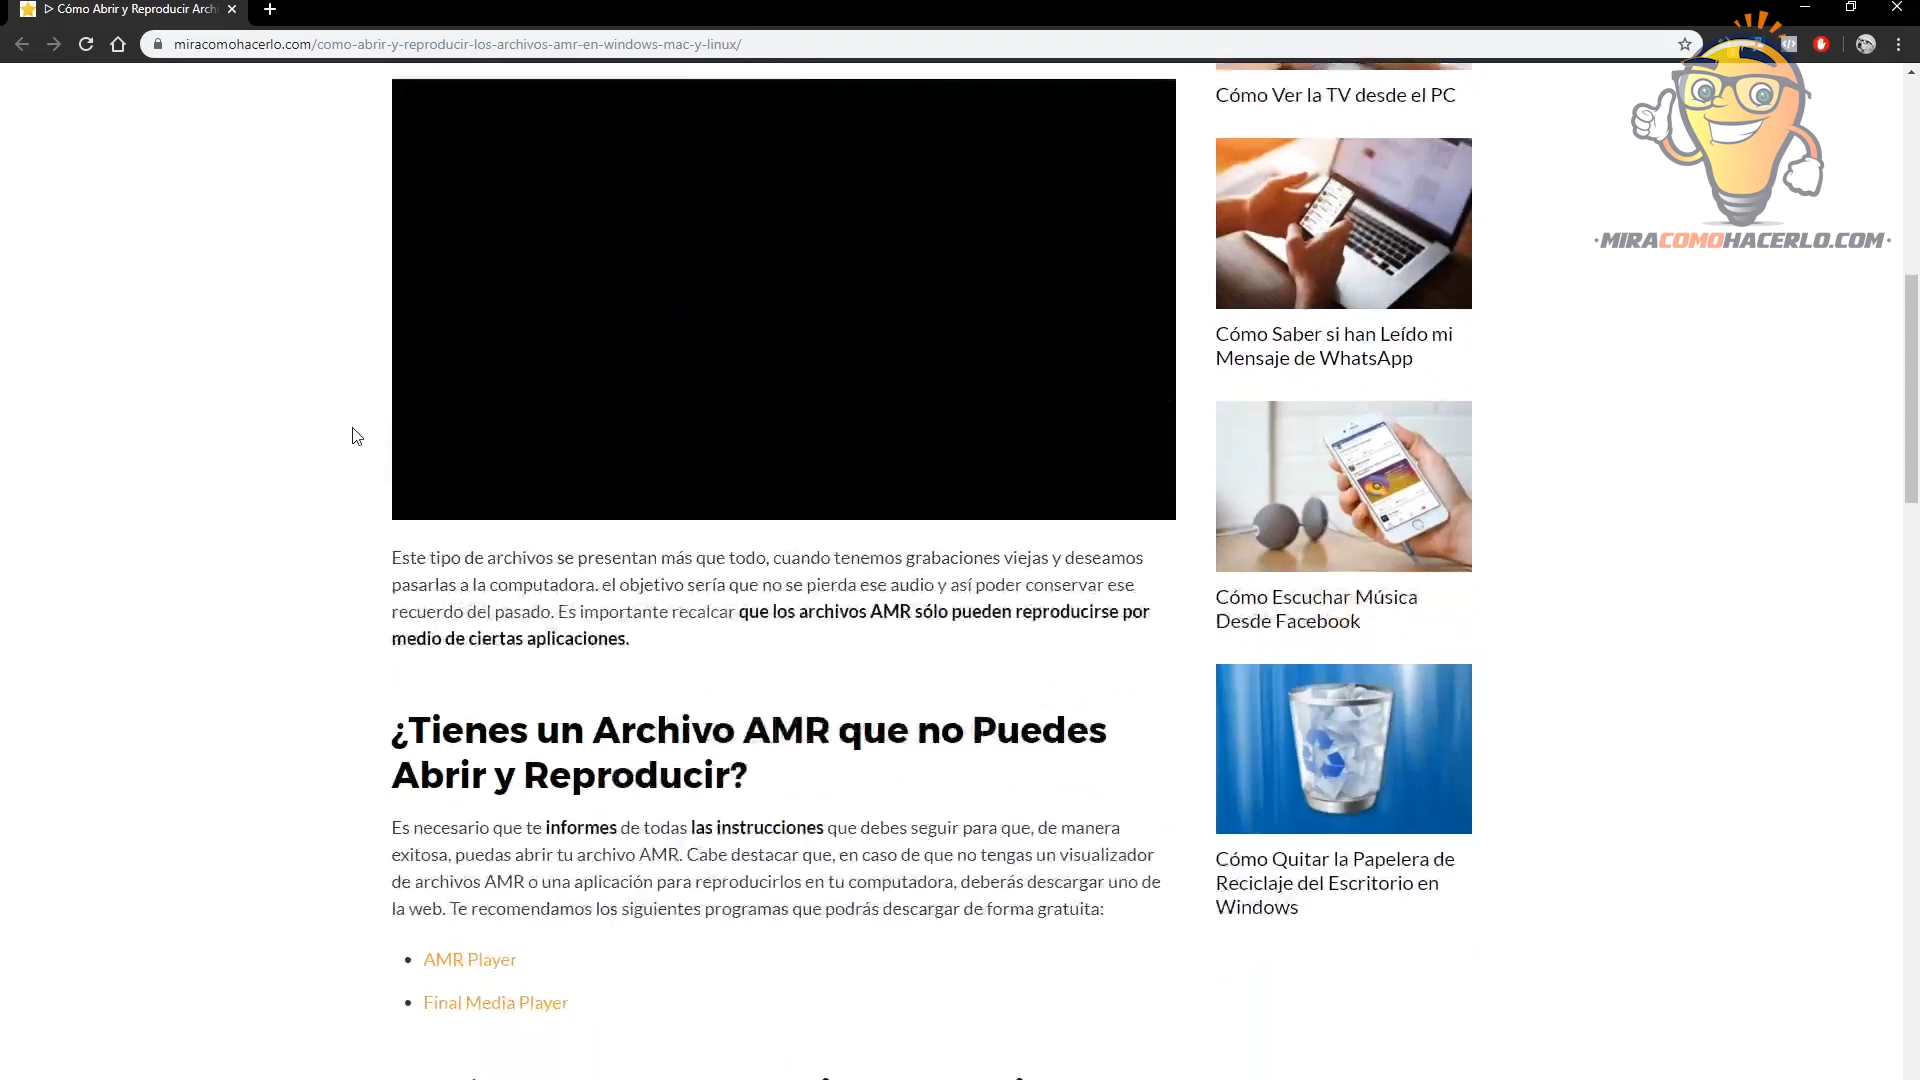 ▷ Cómo Abrir y Reproducir Archi
miracomohacerlo.com/como-abrir-y-reproducir-los-archivos-amr-en-windows-mac-y-linux/
·MIRACOMOHACERLO.COM·
Este tipo de archivos se presentan más que todo, cuando tenemos grabaciones viejas y deseamos
pasarlas a la computadora. el objetivo sería que no se pierda ese audio y así poder conservar ese
recuerdo del pasado. Es importante recalcar que los archivos AMR sólo pueden reproducirse por
medio de ciertas aplicaciones.
¿Tienes un Archivo AMR que no Puedes
Abrir y Reproducir?
Es necesario que te informes de todas las instrucciones que debes seguir para que, de manera
exitosa, puedas abrir tu archivo AMR. Cabe destacar que, en caso de que no tengas un visualizador
de archivos AMR o una aplicación para reproducirlos en tu computadora, deberás descargar uno de
la web. Te recomendamos los siguientes programas que podrás descargar de forma gratuita:
• AMR Player
• Final Media Player
Cómo Ver la TV desde el PC
Cómo Saber si han Leído mi
Mensaje de WhatsApp
Cómo Escuchar Música
Desde Facebook
Cómo Quitar la Papelera de
Reciclaje del Escritorio en
Windows